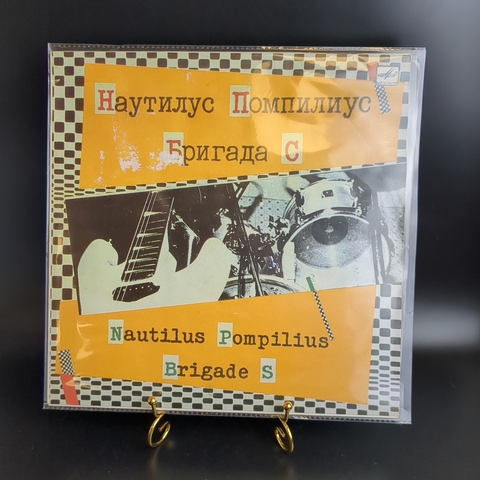 Наутилус Помпилиус
Бригада С
Nautilus Pompilius
Brigade S